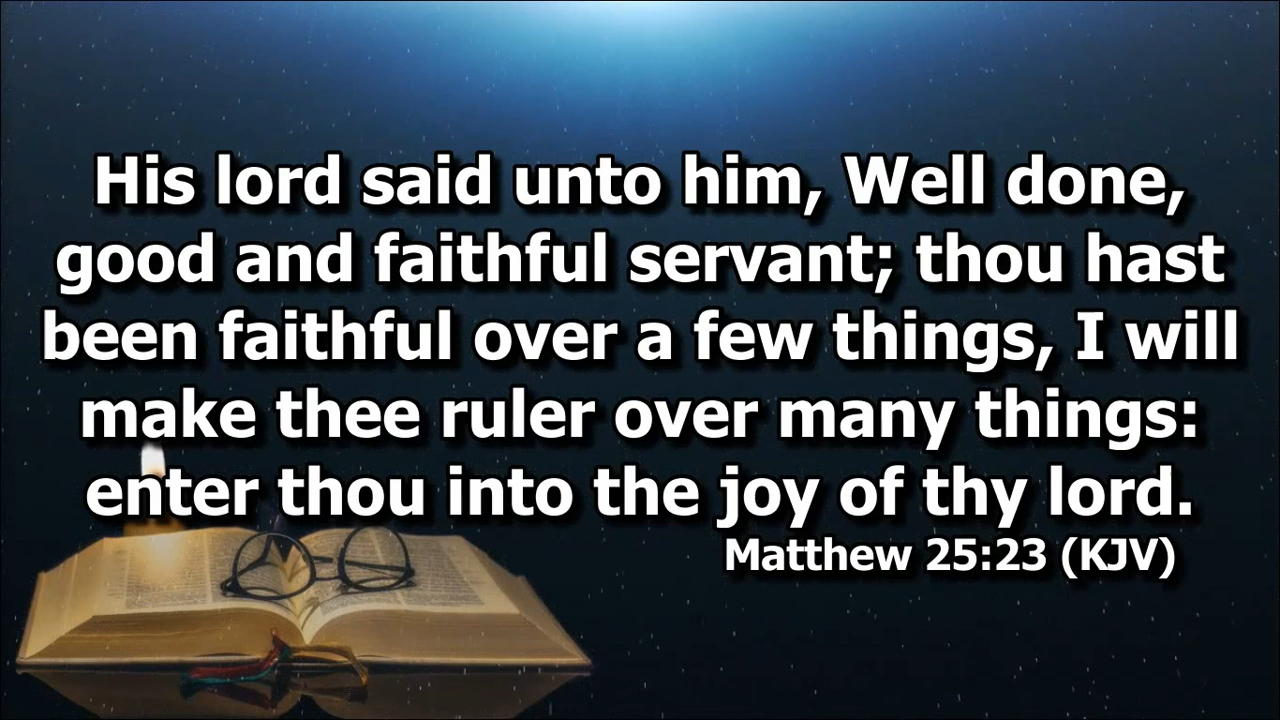 His lord said unto him, Well done,
good and faithful servant; thou hast
been faithful over a few things, I will
make thee ruler over many things:
enter thou into the joy of thy lord.
Matthew 25:23 (KJV)